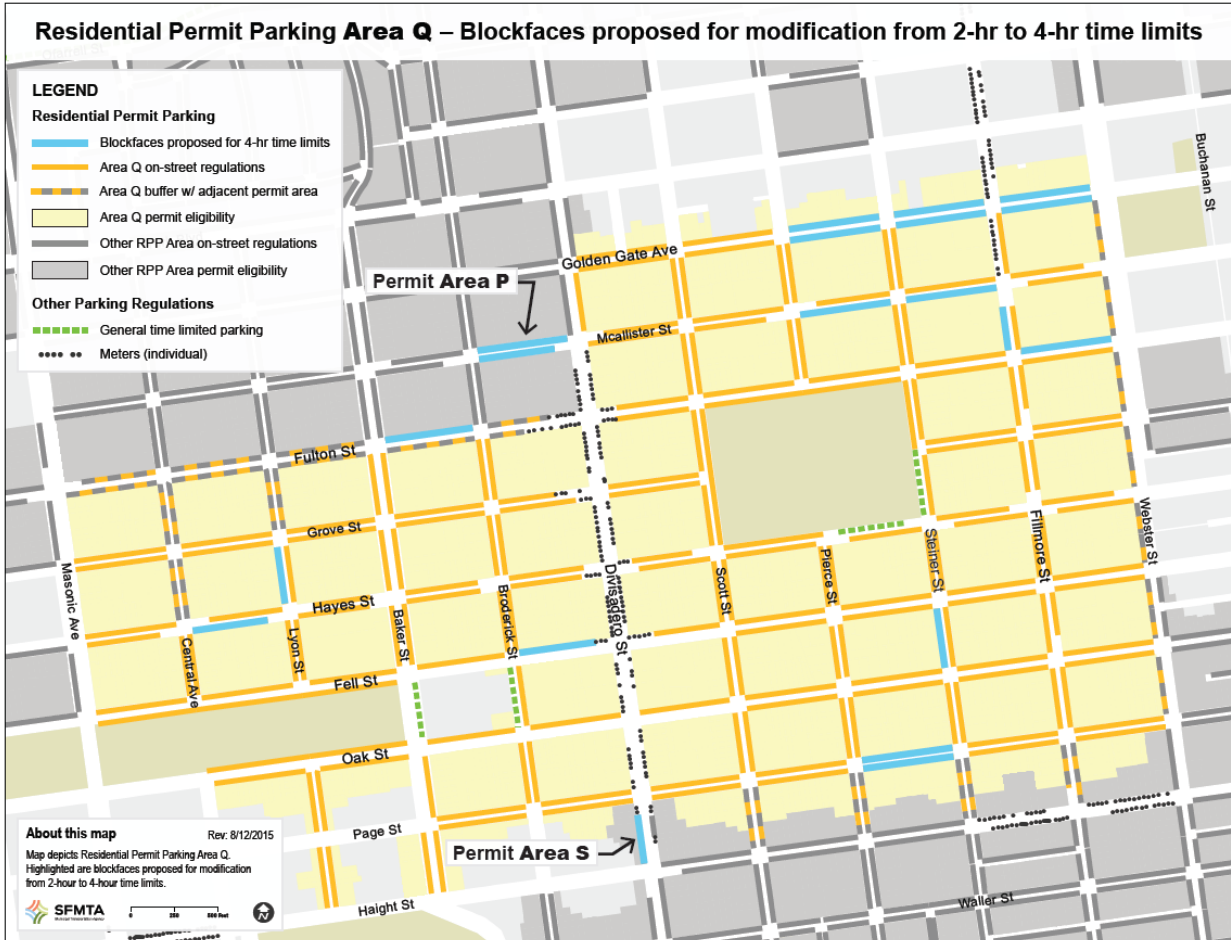 Residential Permit Parking Area Q – Blockfaces proposed for modification from 2-hr to 4-hr time limits
LEGEND
Residential Permit Parking
Blockfaces proposed for 4-hr time limits
Area Q on-street regulations
Area Q buffer w/ adjacent permit area
Area Q permit eligibility
Other RPP Area on-street regulations
Other RPP Area permit eligibility
Other Parking Regulations
General time limited parking
Meters (individual)
Buchanan St
Golden Gate Ave
Permit Area P
Mcallister St
Fulton St
Grove St
Hayes St
Masonic Ave
Central Ave
Lyon St
Baker St
Broderick St
Divisadero St
Scott St
Pierce St
Steiner St
Fillmore St
Webster St
Fell St
Oak St
Page St
Permit Area S
Haight St
Waller St
About this map
Rev: 8/12/2015
Map depicts Residential Permit Parking Area Q.
Highlighted are blockfaces proposed for modification
from 2-hour to 4-hour time limits.
SFMTA
0 250 500 Feet
N